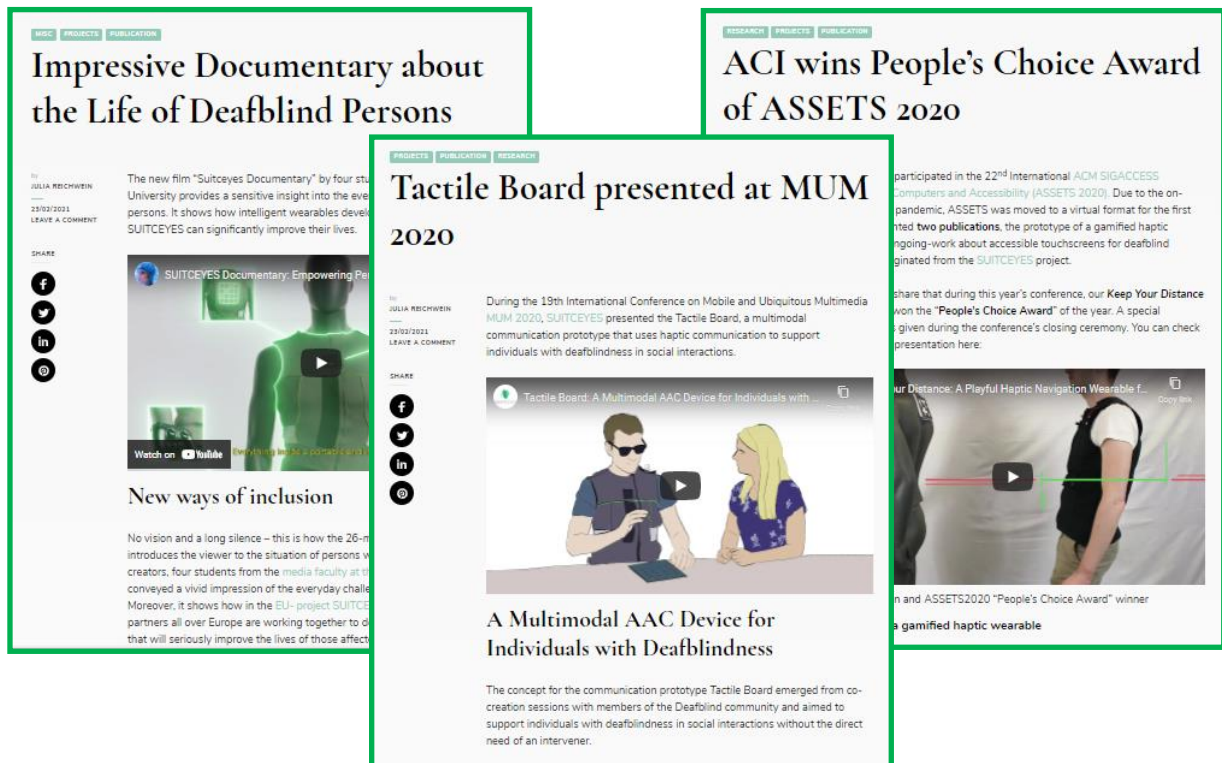 MISC PROJECTS PUBLICATION
Impressive Documentary about
the Life of Deafblind Persons
by
JULIA REICHWEIN
23/02/2021
LEAVE A COMMENT
SHARE
The new film “Suitceyes Documentary” by four
University provides a sensitive insight into the
persons. It shows how intelligent wearables
SUITCEYES can significantly improve their lives.
SUITCEYES Documentary: Empowering
Watch on YouTube
Everything inside a portable and
New ways of inclusion
No vision and a long silence – this is how the
introduces the viewer to the situation of persons
creators, four students from the media faculty at
conveyed a vivid impression of the everyday
Moreover, it shows how in the EU- project
partners all over Europe are working together to
that will seriously improve the lives of those
PROJECTS PUBLICATION RESEARCH
Tactile Board presented at MUM
2020
by
JULIA REICHWEIN
23/02/2021
LEAVE A COMMENT
SHARE
During the 19th International Conference on Mobile and Ubiquitous Multimedia
MUM 2020, SUITCEYES presented the Tactile Board, a multimodal
communication prototype that uses haptic communication to support
individuals with deafblindness in social interactions.
Tactile Board: A Multimodal AAC Device for Individuals with ...
A Multimodal AAC Device for
Individuals with Deafblindness
The concept for the communication prototype Tactile Board emerged from co-
creation sessions with members of the Deafblind community and aimed to
support individuals with deafblindness in social interactions without the direct
need of an intervener.
RESEARCH PROJECTS PUBLICATION
ACI wins People’s Choice Award
of ASSETS 2020
participated in the 22nd International ACM SIGACCESS
Computers and Accessibility (ASSETS 2020). Due to the on-
pandemic, ASSETS was moved to a virtual format for the first
two publications, the prototype of a gamified haptic
ongoing-work about accessible touchscreens for deafblind
from the SUITCEYES project.
share that during this year’s conference, our Keep Your Distance
won the “People’s Choice Award” of the year. A special
given during the conference’s closing ceremony. You can check
presentation here:
Distance: A Playful Haptic Navigation Wearable f...
Copy link
and ASSETS2020 “People’s Choice Award” winner
a gamified haptic wearable